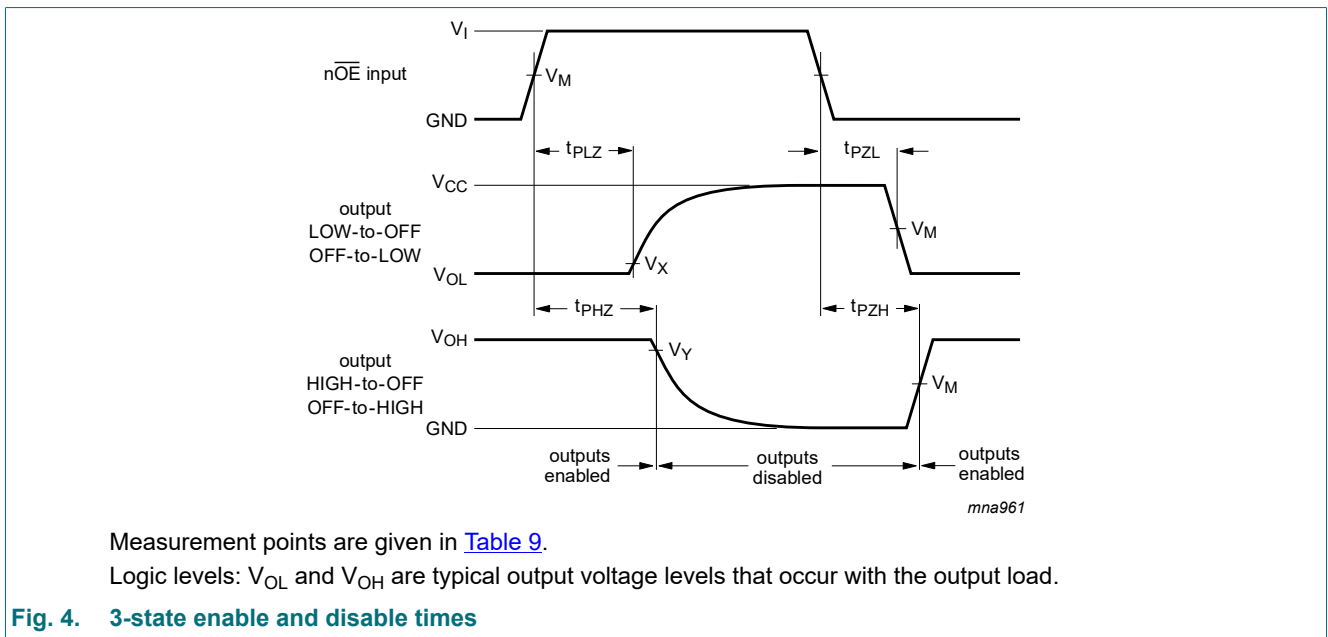 V_I
nOE input
V_M
GND
t_PLZ
t_PZL
V_CC
output
LOW-to-OFF
OFF-to-LOW
V_M
V_X
V_OL
t_PHZ
t_PZH
V_OH
output
HIGH-to-OFF
OFF-to-HIGH
V_Y
V_M
GND
outputs
enabled
outputs
disabled
outputs
enabled
mna961
Measurement points are given in Table 9.
Logic levels: V_OL and V_OH are typical output voltage levels that occur with the output load.
Fig. 4. 3-state enable and disable times